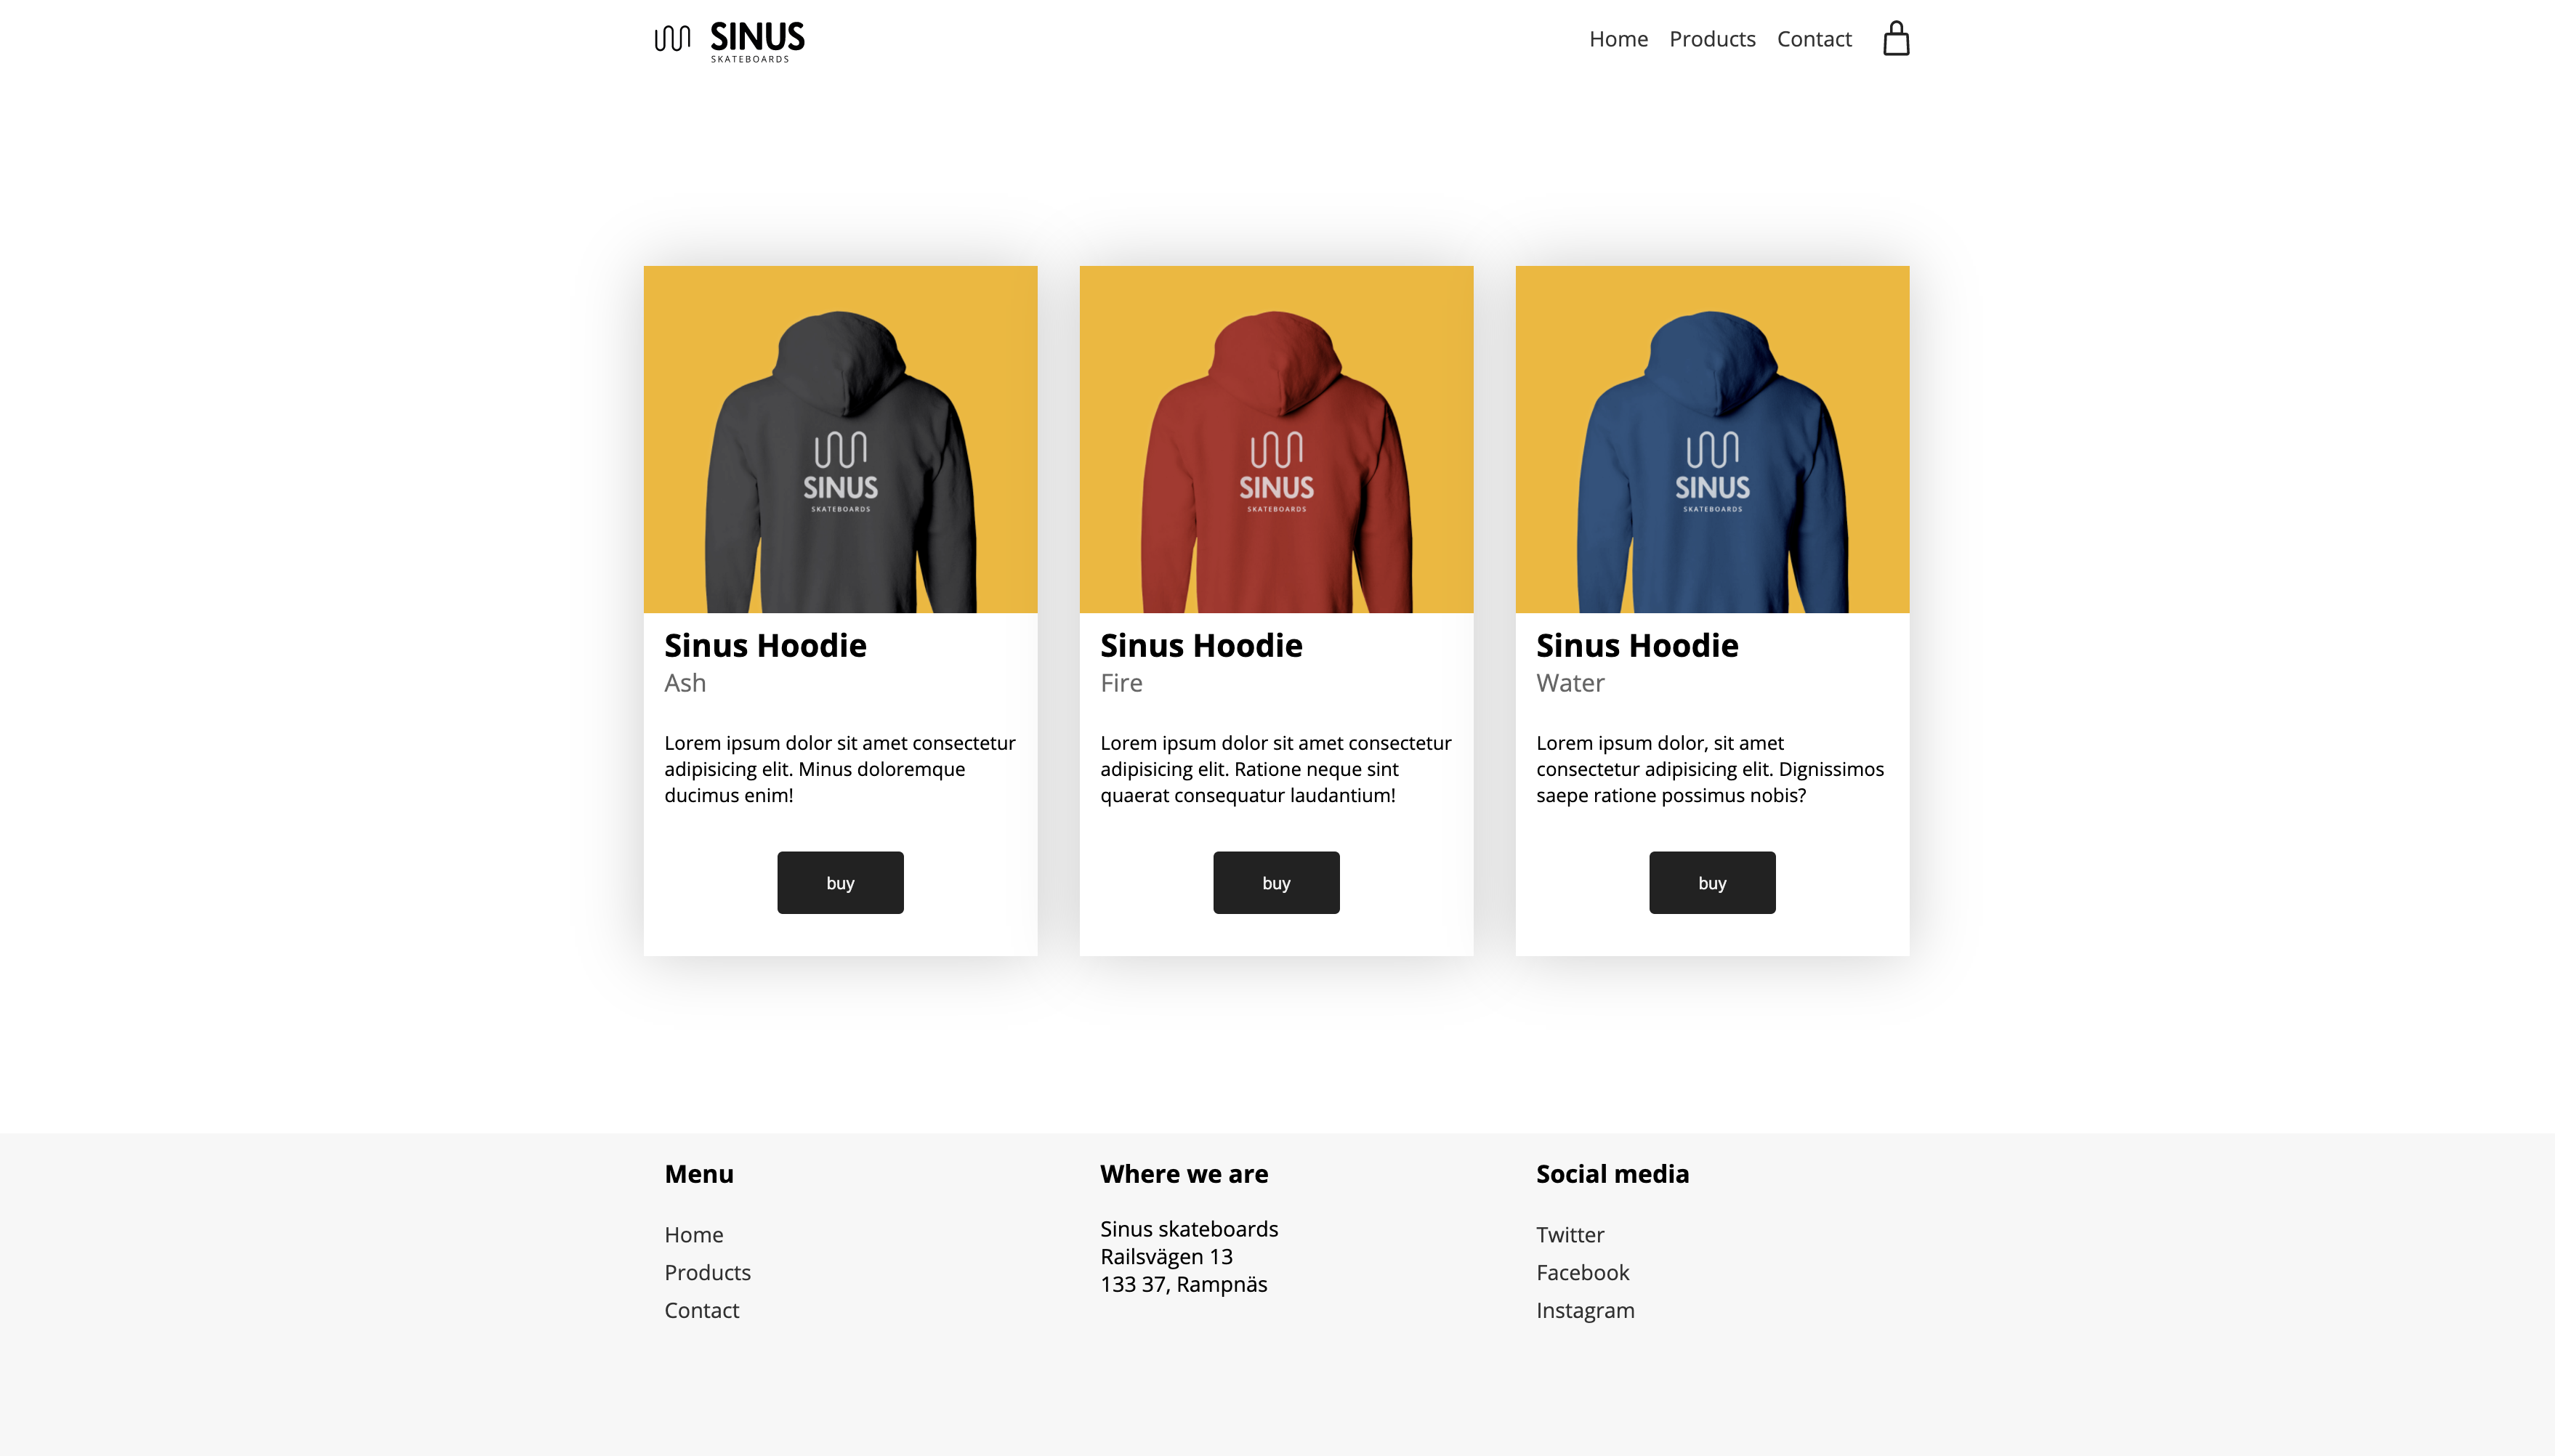 SINUS
SKATEBOARDS
Home Products Contact
SINUS
SKATEBOARDS
SINUS
SKATEBOARDS
SINUS
SKATEBOARDS
Sinus Hoodie
Ash
Lorem ipsum dolor sit amet consectetur
adipisicing elit. Minus doloremque
ducimus enim!
buy
Sinus Hoodie
Fire
Lorem ipsum dolor sit amet consectetur
adipisicing elit. Ratione neque sint
quaerat consequatur laudantium!
buy
Sinus Hoodie
Water
Lorem ipsum dolor, sit amet
consectetur adipisicing elit. Dignissimos
saepe ratione possimus nobis?
buy
Menu
Home
Products
Contact
Where we are
Sinus skateboards
Railsvägen 13
133 37, Rampnäs
Social media
Twitter
Facebook
Instagram